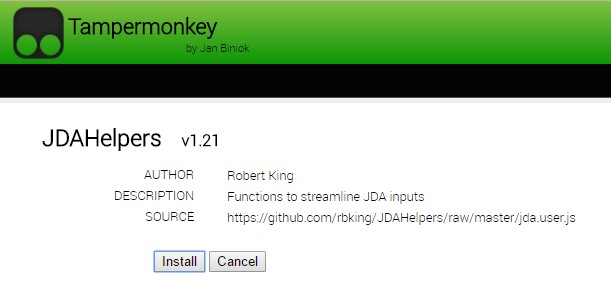 Tampermonkey
by Jan Biniok
JDAHelpers v1.21
AUTHOR Robert King
DESCRIPTION Functions to streamline JDA inputs
SOURCE https://github.com/rbking/JDAHelpers/raw/master/jda.user.js
Install Cancel